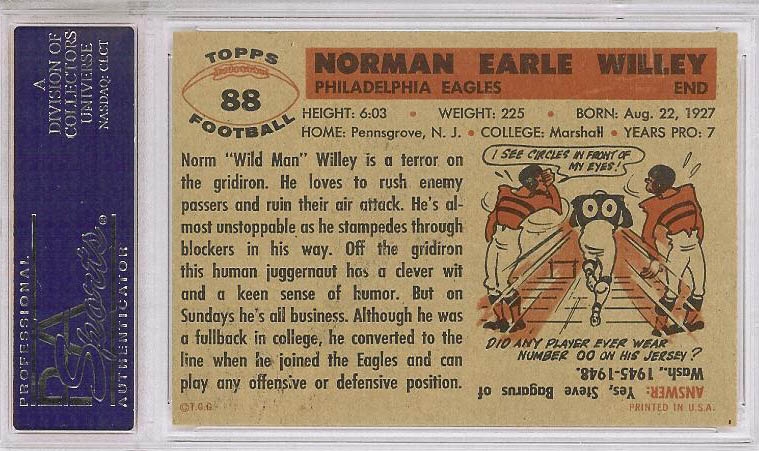 A
DIVISION OF
COLLECTORS
UNIVERSE
NASDAQ: CLCT
PROFESSIONAL
PSA
Sports
®
AUTHENTICATOR
TOPPS
88
FOOTBALL
NORMAN EARLE WILLEY
PHILADELPHIA EAGLES END
HEIGHT: 6:03 • WEIGHT: 225 • BORN: Aug. 22, 1927
HOME: Pennsgrove, N. J. • COLLEGE: Marshall • YEARS PRO: 7
Norm "Wild Man" Willey is a terror on
the gridiron. He loves to rush enemy
passers and ruin their air attack. He's al-
most unstoppable as he stampedes through
blockers in his way. Off the gridiron
this human juggernaut has a clever wit
and a keen sense of humor. But on
Sundays he's all business. Although he was
a fullback in college, he converted to the
line when he joined the Eagles and can
play any offensive or defensive position.
©T.C.G.
I SEE CIRCLES IN FRONT OF
MY EYES!
00
DID ANY PLAYER EVER WEAR
NUMBER 00 ON HIS JERSEY?
ANSWER: Yes, Steve Bagarus of
Wash., 1945-1948.
PRINTED IN U.S.A.